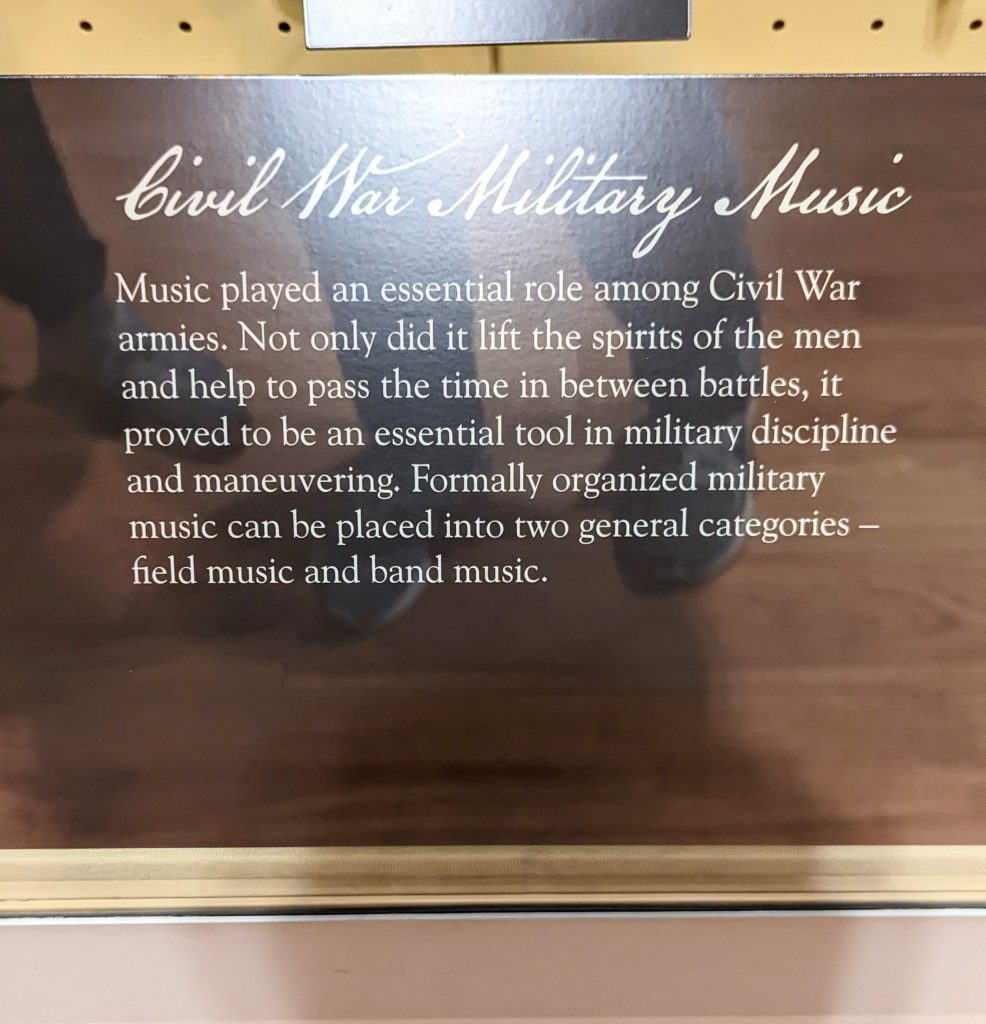 Civil War Military Music
Music played an essential role among Civil War
armies. Not only did it lift the spirits of the men
and help to pass the time in between battles, it
proved to be an essential tool in military discipline
and maneuvering. Formally organized military
music can be placed into two general categories –
field music and band music.